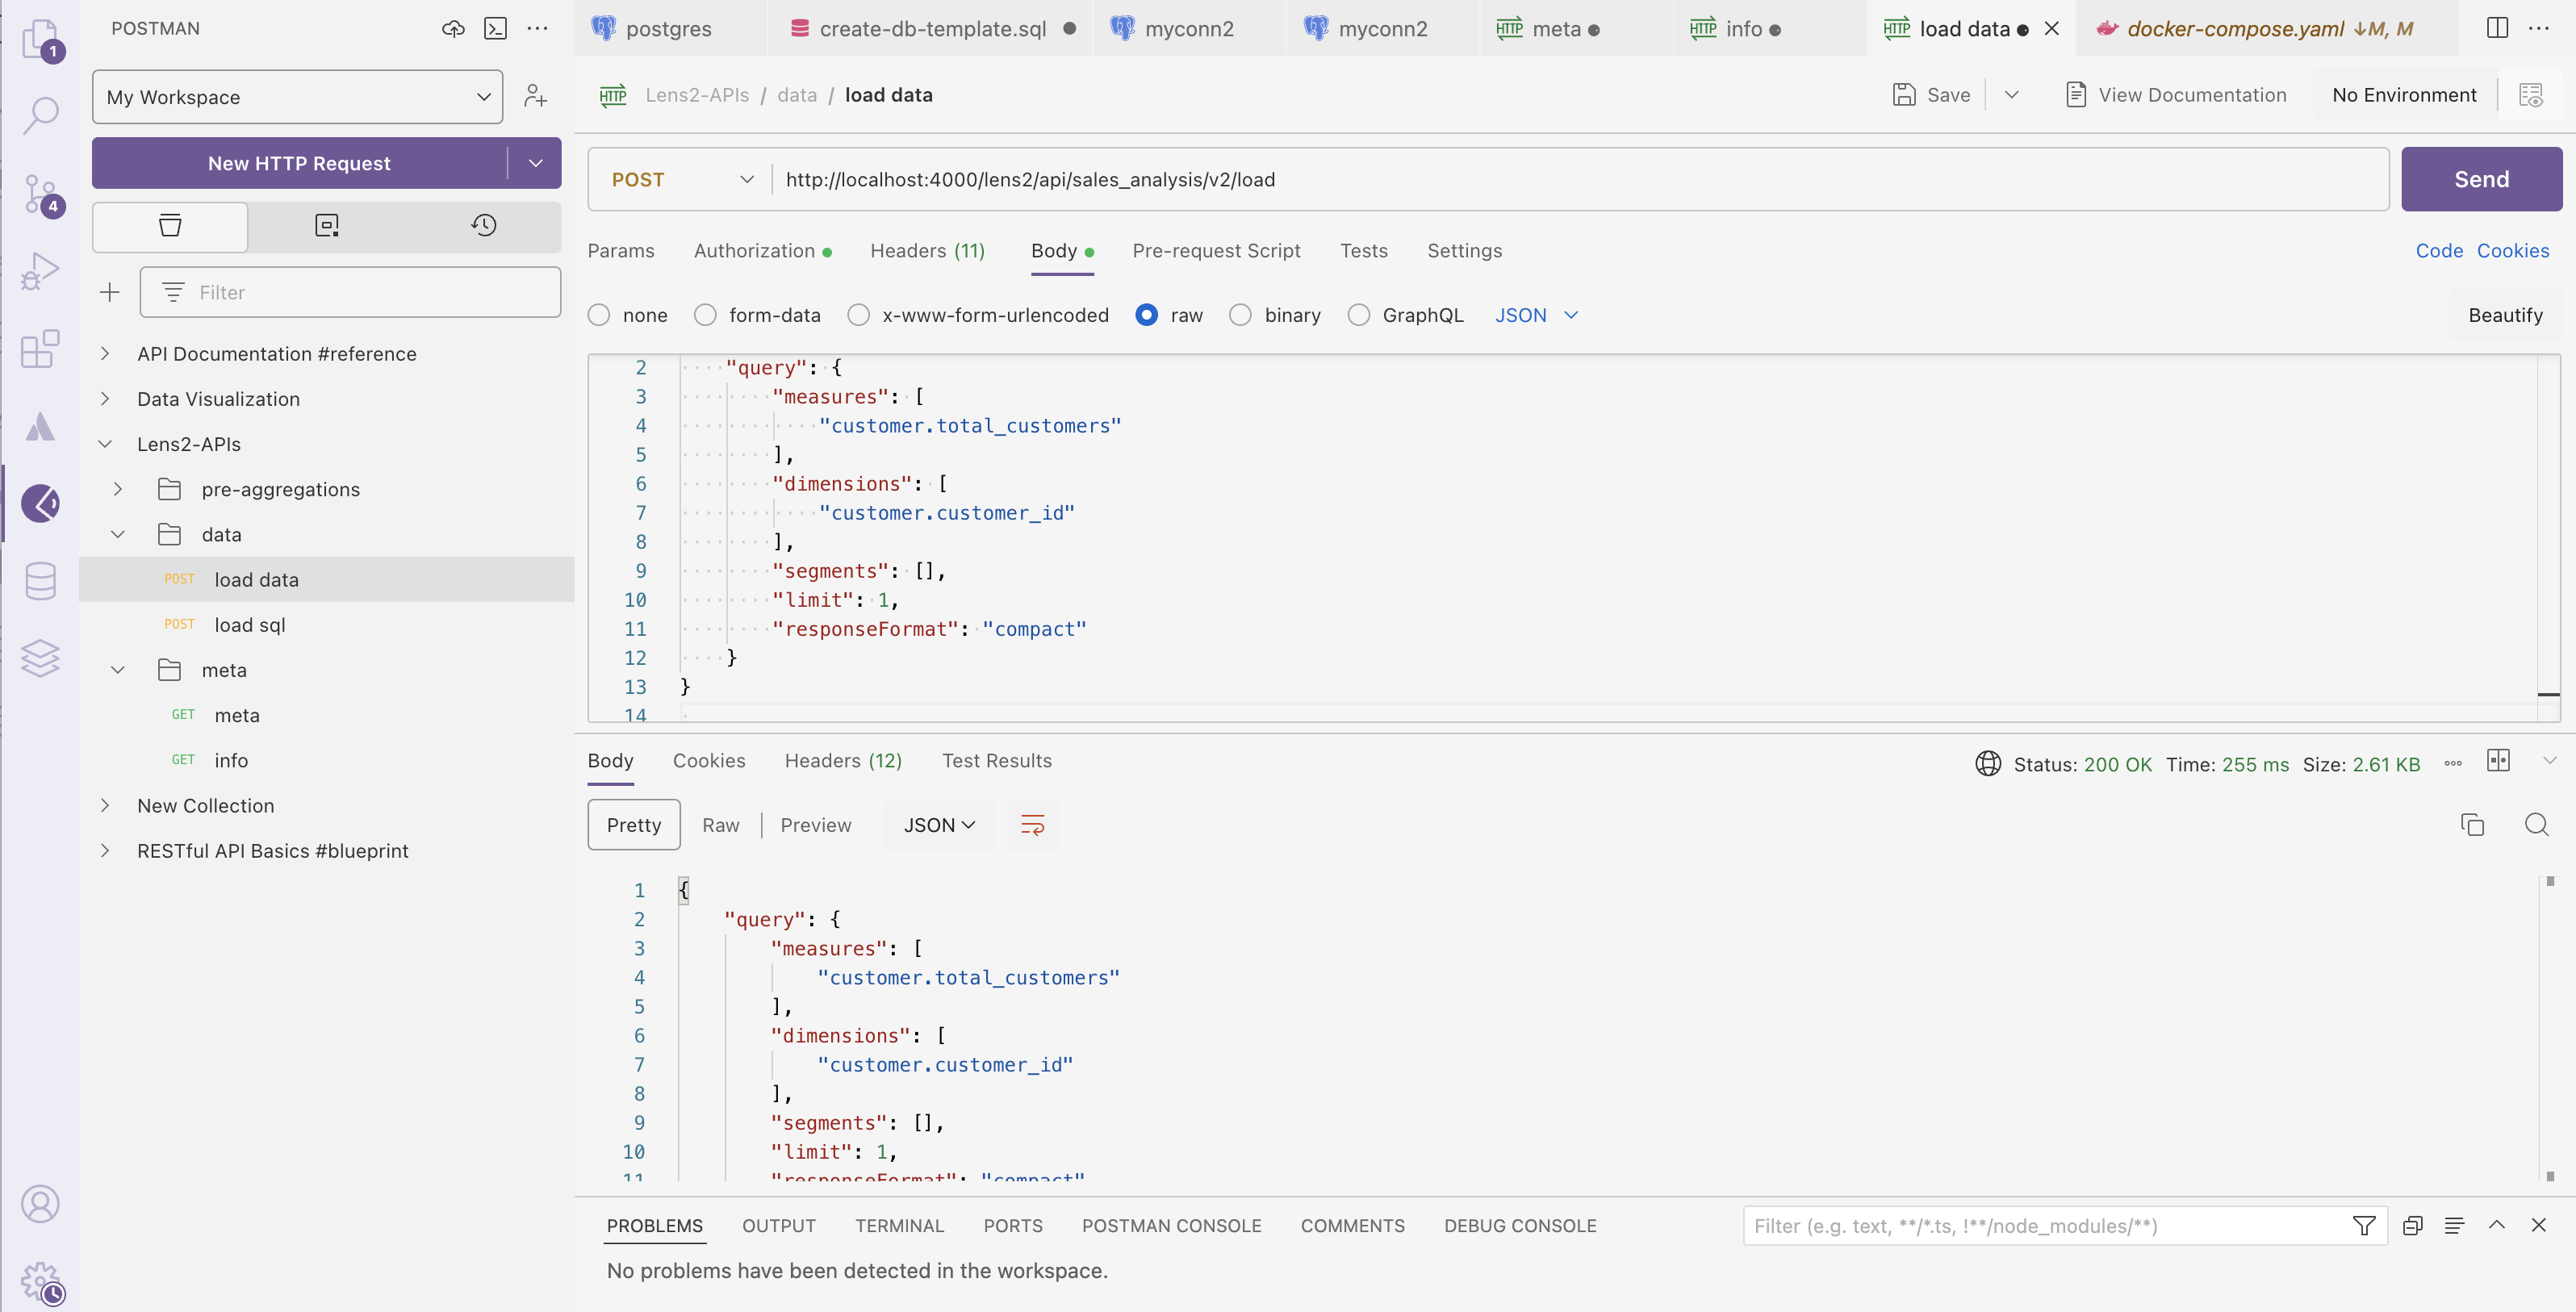 POSTMAN
postgres
create-db-template.sql
myconn2
myconn2
meta
info
load data
docker-compose.yaml ↓M, M
1
4
My Workspace
New HTTP Request
Filter
API Documentation #reference
Data Visualization
Lens2-APIs
pre-aggregations
data
POST load data
POST load sql
meta
GET meta
GET info
New Collection
RESTful API Basics #blueprint
HTTP Lens2-APIs / data / load data
Save
View Documentation
No Environment
POST http://localhost:4000/lens2/api/sales_analysis/v2/load
Send
Params Authorization Headers (11) Body Pre-request Script Tests Settings
Code Cookies
none form-data x-www-form-urlencoded raw binary GraphQL JSON
Beautify
2 "query": {
3 "measures": [
4 "customer.total_customers"
5 ],
6 "dimensions": [
7 "customer.customer_id"
8 ],
9 "segments": [],
10 "limit": 1,
11 "responseFormat": "compact"
12 }
13 }
14
Body Cookies Headers (12) Test Results
Status: 200 OK Time: 255 ms Size: 2.61 KB
Pretty Raw Preview JSON
1 {
2 "query": {
3 "measures": [
4 "customer.total_customers"
5 ],
6 "dimensions": [
7 "customer.customer_id"
8 ],
9 "segments": [],
10 "limit": 1,
11 "responseFormat": "compact"
PROBLEMS OUTPUT TERMINAL PORTS POSTMAN CONSOLE COMMENTS DEBUG CONSOLE
Filter (e.g. text, **/*.ts, !**/node_modules/**)
No problems have been detected in the workspace.